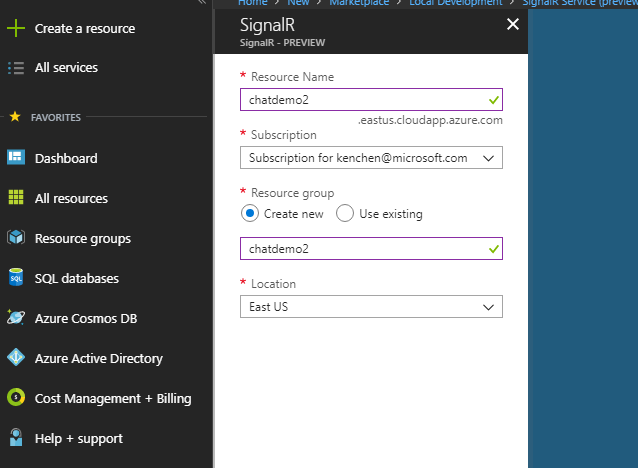 Home > New > Marketplace > Local Development > SignalR Service (preview
Create a resource
All services
FAVORITES
Dashboard
All resources
Resource groups
SQL databases
Azure Cosmos DB
Azure Active Directory
Cost Management + Billing
Help + support
SignalR
SignalR - PREVIEW
* Resource Name
chatdemo2
.eastus.cloudapp.azure.com
* Subscription
Subscription for kenchen@microsoft.com
* Resource group
Create new
Use existing
chatdemo2
* Location
East US